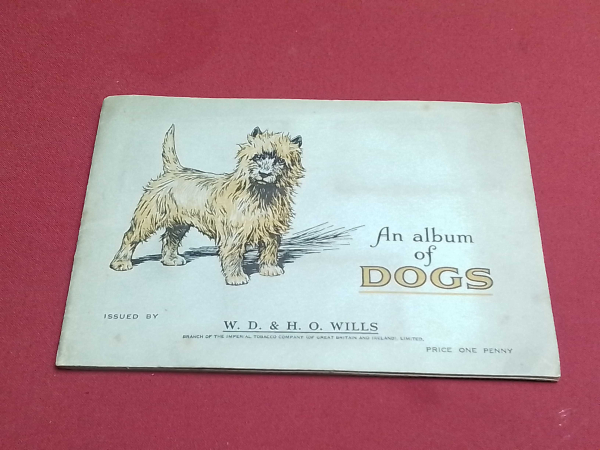 An album
of
DOGS
ISSUED BY
W. D. & H. O. WILLS
BRANCH OF THE IMPERIAL TOBACCO COMPANY (OF GREAT BRITAIN AND IRELAND), LIMITED.
PRICE ONE PENNY